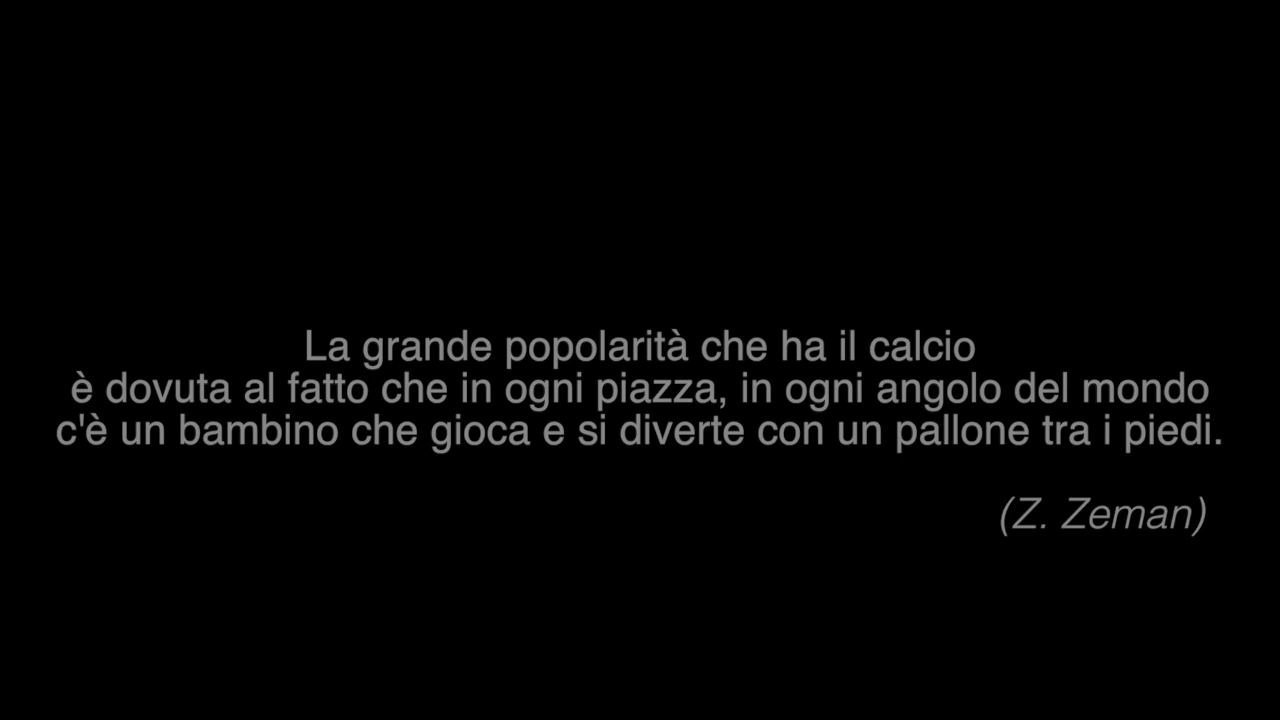 La grande popolarità che ha il calcio
è dovuta al fatto che in ogni piazza, in ogni angolo del mondo
c'è un bambino che gioca e si diverte con un pallone tra i piedi.
(Z. Zeman)